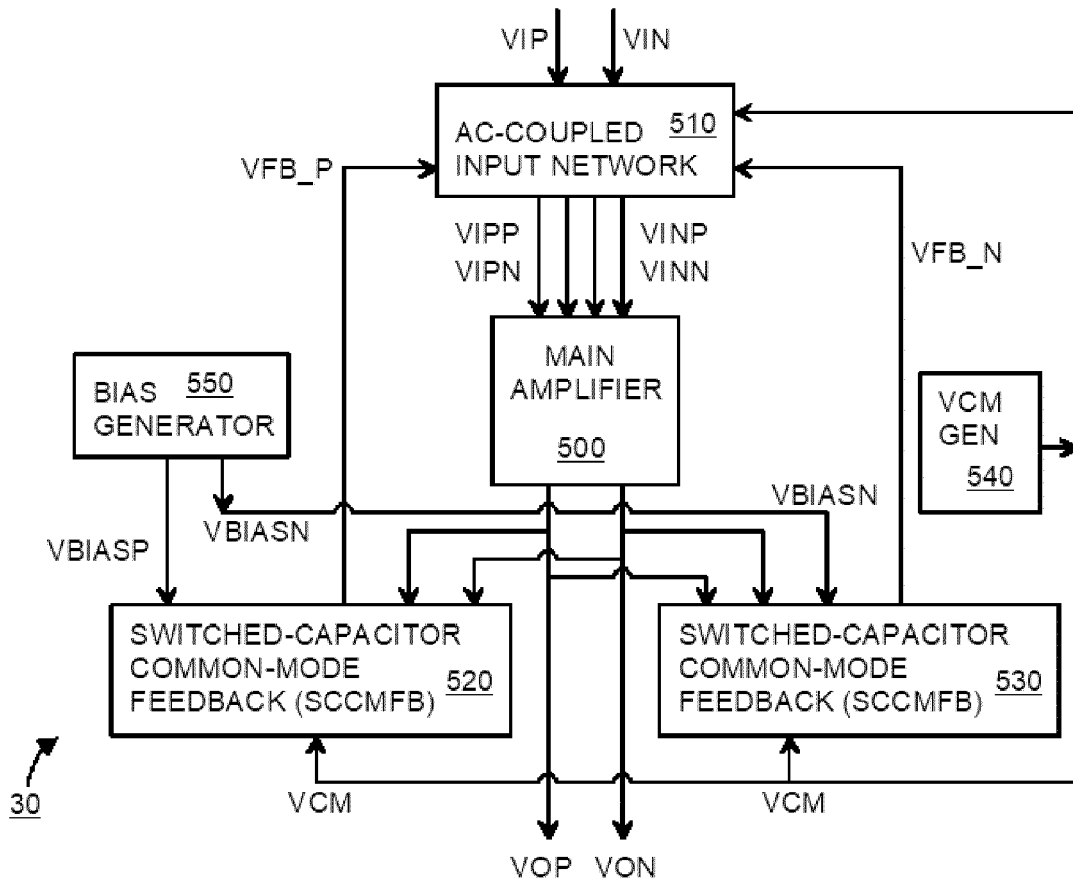 VIP VIN
AC-COUPLED 510
INPUT NETWORK
VFB_P
VIPP VINP
VIPN VINN
VFB_N
MAIN
AMPLIFIER
500
BIAS 550
GENERATOR
VCM
GEN
540
VBIASP
VBIASN
VBIASN
SWITCHED-CAPACITOR
COMMON-MODE
FEEDBACK (SCCMFB) 520
SWITCHED-CAPACITOR
COMMON-MODE
FEEDBACK (SCCMFB) 530
30
VCM VCM
VOP VON